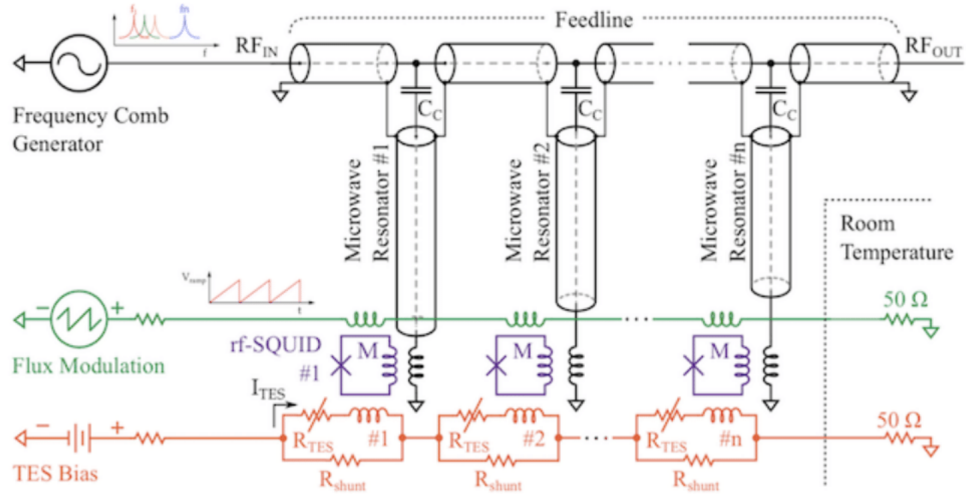 Feedline
f₁ fn
f
RF_IN
RF_OUT
C_C
C_C
C_C
Frequency Comb
Generator
Microwave
Resonator #1
Microwave
Resonator #2
Microwave
Resonator #n
Room
Temperature
V_ramp
t
− +
50 Ω
Flux Modulation
rf-SQUID
#1
M
M
M
I_TES
− +
R_TES #1
R_TES #2
R_TES #n
50 Ω
TES Bias
R_shunt
R_shunt
R_shunt